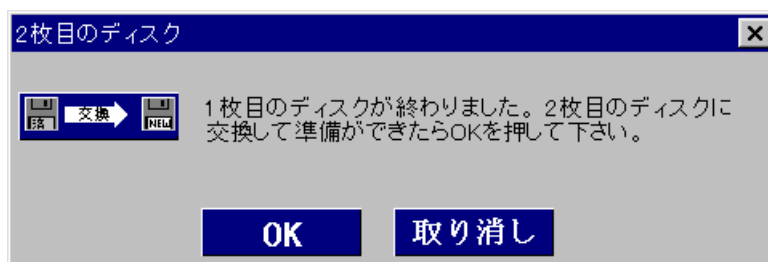 2枚目のディスク
済 交換 NEW
1枚目のディスクが終わりました。2枚目のディスクに
交換して準備ができたらOKを押して下さい。
OK 取り消し